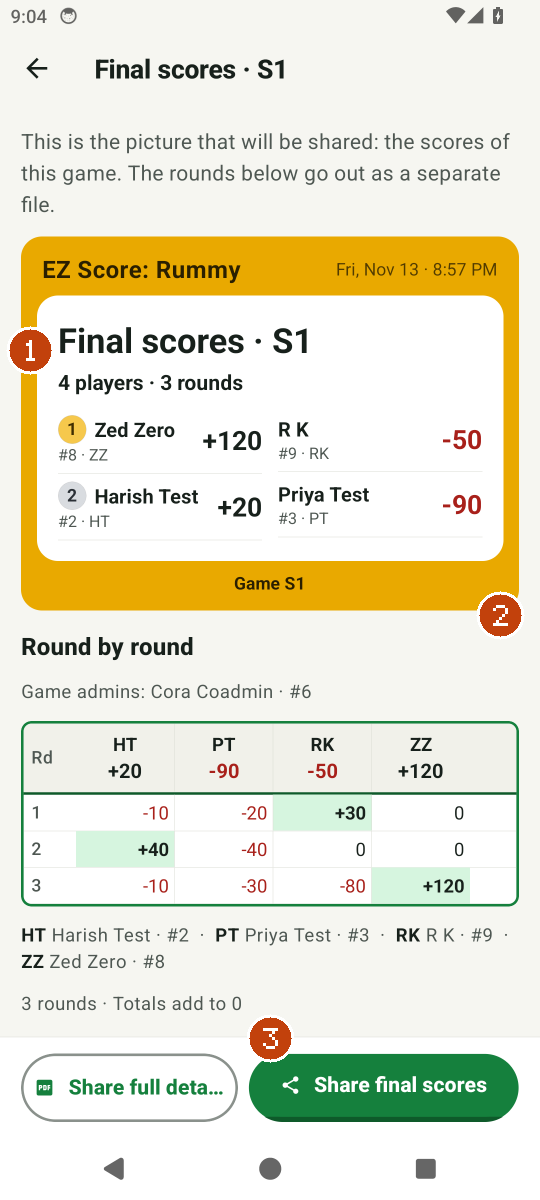 9:04
Final scores · S1
This is the picture that will be shared: the scores of
this game. The rounds below go out as a separate
file.
EZ Score: Rummy
Fri, Nov 13 · 8:57 PM
1
Final scores · S1
4 players · 3 rounds
1 Zed Zero +120
#8 · ZZ
R K -50
#9 · RK
2 Harish Test +20
#2 · HT
Priya Test -90
#3 · PT
Game S1
2
Round by round
Game admins: Cora Coadmin · #6
Rd HT PT RK ZZ
+20 -90 -50 +120
1 -10 -20 +30 0
2 +40 -40 0 0
3 -10 -30 -80 +120
HT Harish Test · #2 · PT Priya Test · #3 · RK R K · #9 ·
ZZ Zed Zero · #8
3 rounds · Totals add to 0
3
PDF Share full deta...
Share final scores